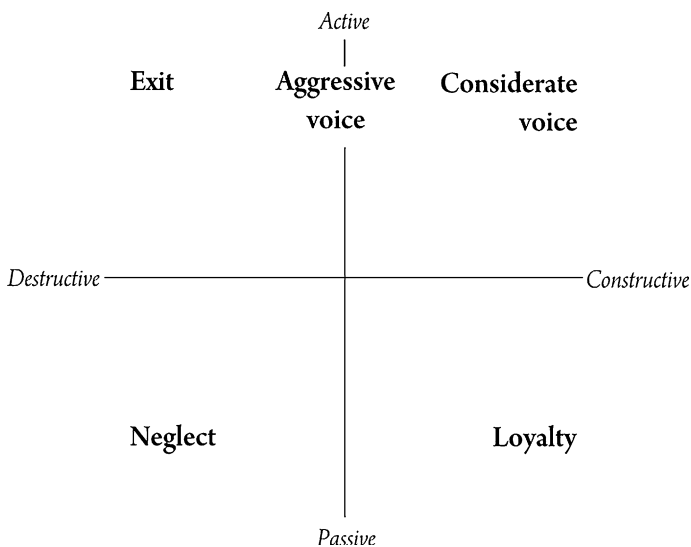 Active
Exit
Aggressive
voice
Considerate
voice
Destructive
Constructive
Neglect
Loyalty
Passive